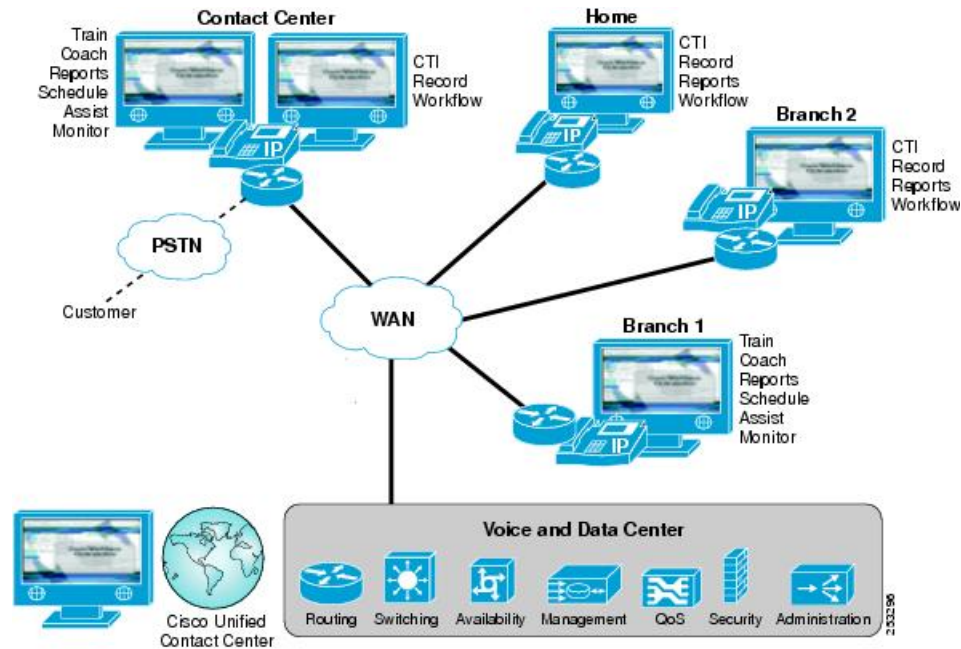 Contact Center
Train
Coach
Reports
Schedule
Assist
Monitor
CTI
Record
Workflow
IP
Home
CTI
Record
Reports
Workflow
IP
Branch 2
CTI
Record
Reports
Workflow
IP
PSTN
Customer
WAN
Branch 1
Train
Coach
Reports
Schedule
Assist
Monitor
IP
Cisco Unified
Contact Center
Voice and Data Center
Routing
Switching
Availability
Management
QoS
Security
Administration
253296